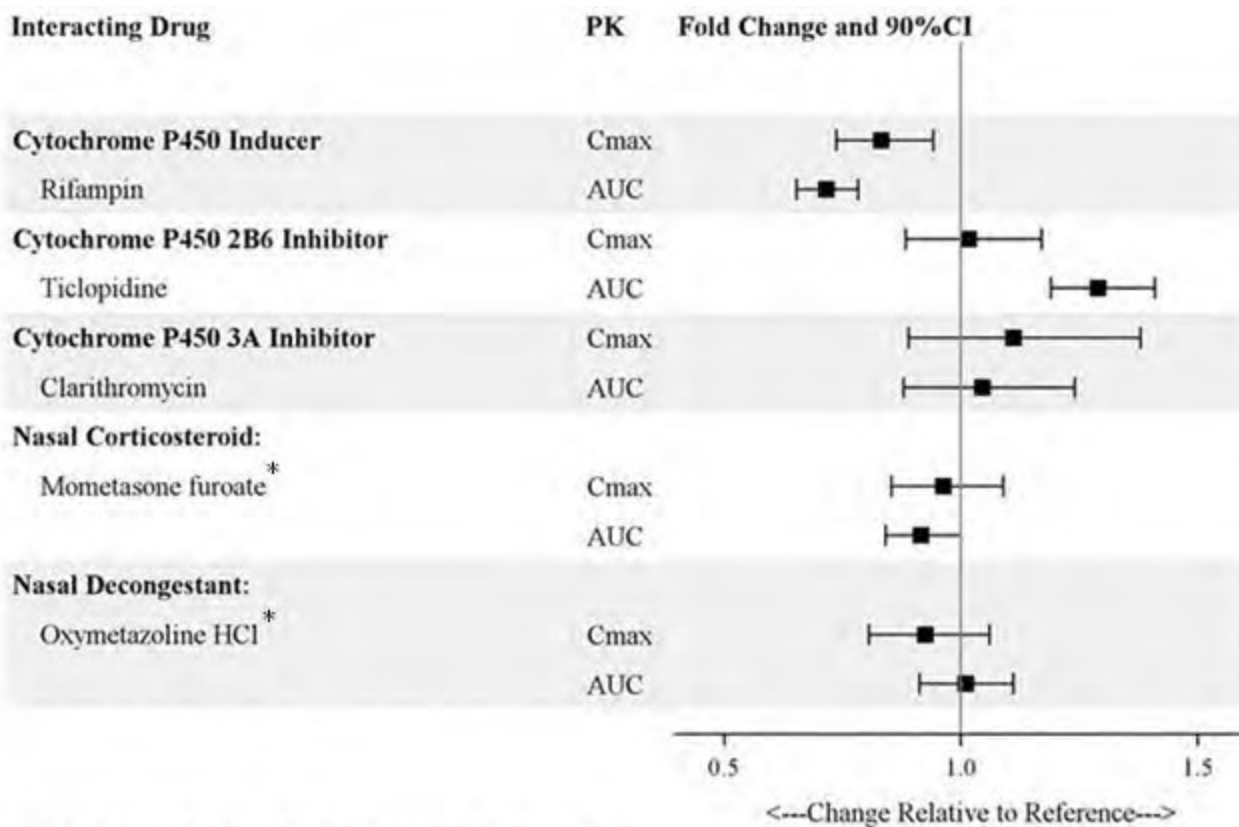 Interacting Drug PK Fold Change and 90%CI
Cytochrome P450 Inducer Cmax
Rifampin AUC
Cytochrome P450 2B6 Inhibitor Cmax
Ticlopidine AUC
Cytochrome P450 3A Inhibitor Cmax
Clarithromycin AUC
Nasal Corticosteroid:
Mometasone furoate* Cmax
AUC
Nasal Decongestant:
Oxymetazoline HCl* Cmax
AUC
0.5 1.0 1.5
<---Change Relative to Reference--->